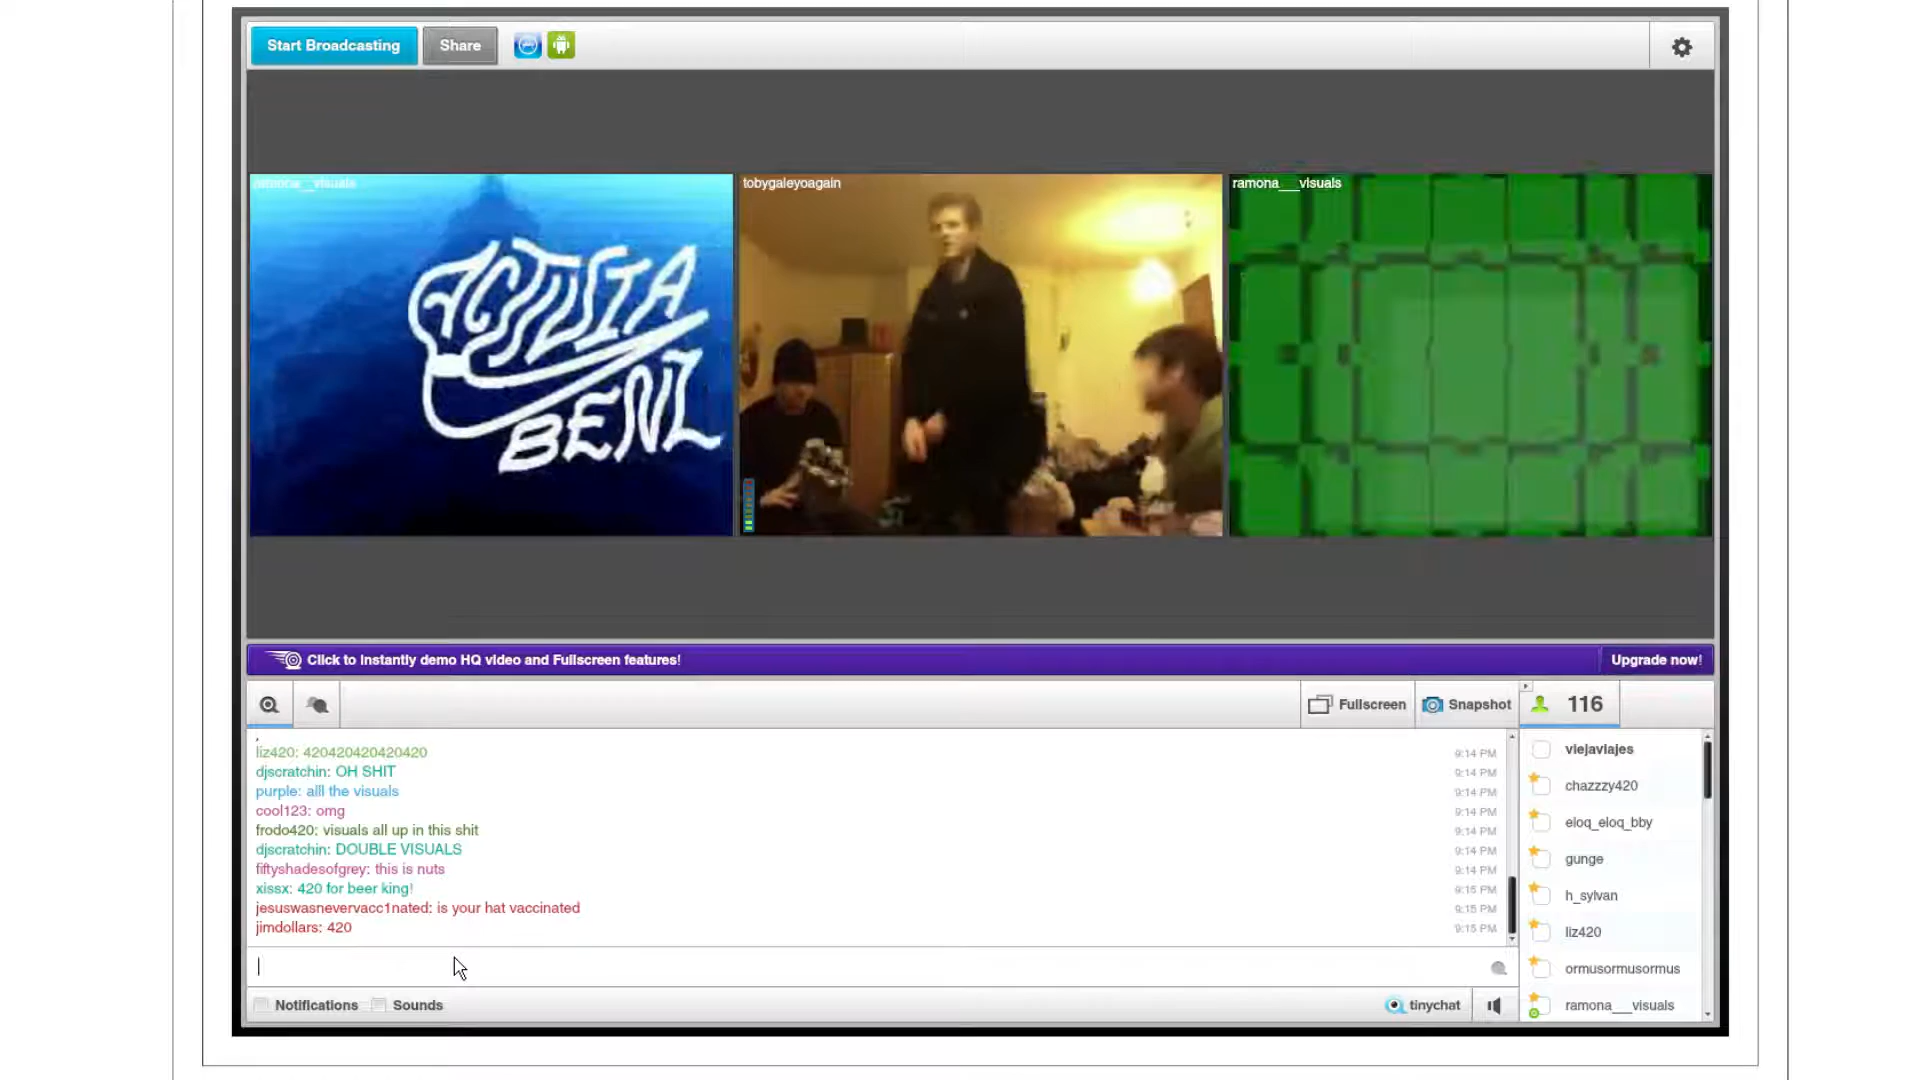 Start Broadcasting
Share
ramona__visuals
tobygaleyoagain
ramona___visuals
BENZ
Click to instantly demo HQ video and Fullscreen features!
Upgrade now!
Fullscreen
Snapshot
116
liz420: 420420420420420
9:14 PM
djscratchin: OH SHIT
9:14 PM
purple: alll the visuals
9:14 PM
cool123: omg
9:14 PM
frodo420: visuals all up in this shit
9:14 PM
djscratchin: DOUBLE VISUALS
9:14 PM
fiftyshadesofgrey: this is nuts
9:14 PM
xissx: 420 for beer king!
9:15 PM
jesuswasnevervacc1nated: is your hat vaccinated
9:15 PM
jimdollars: 420
9:15 PM
viejaviajes
chazzzy420
eloq_eloq_bby
gunge
h_sylvan
liz420
ormusormusormus
ramona___visuals
Notifications
Sounds
tinychat